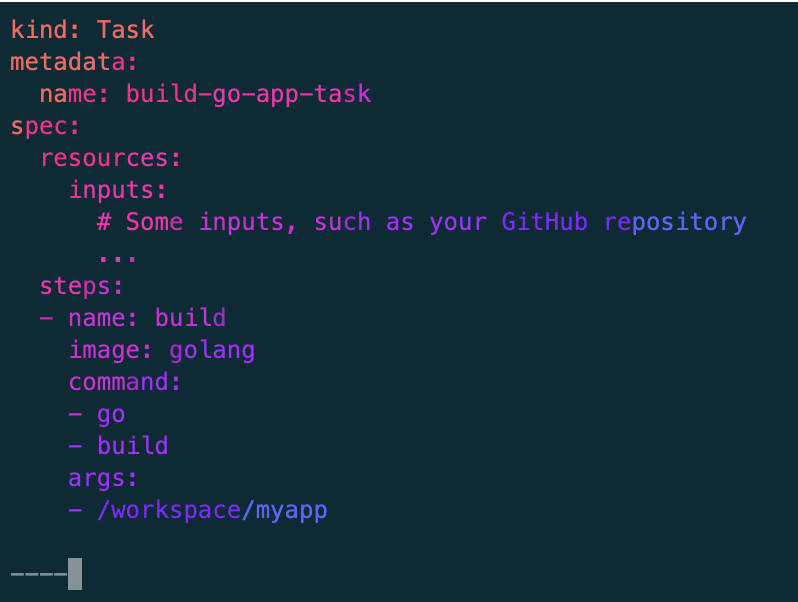 kind: Task
metadata:
  name: build-go-app-task
spec:
  resources:
    inputs:
      # Some inputs, such as your GitHub repository
      ...
  steps:
  - name: build
    image: golang
    command:
    - go
    - build
    args:
    - /workspace/myapp

----